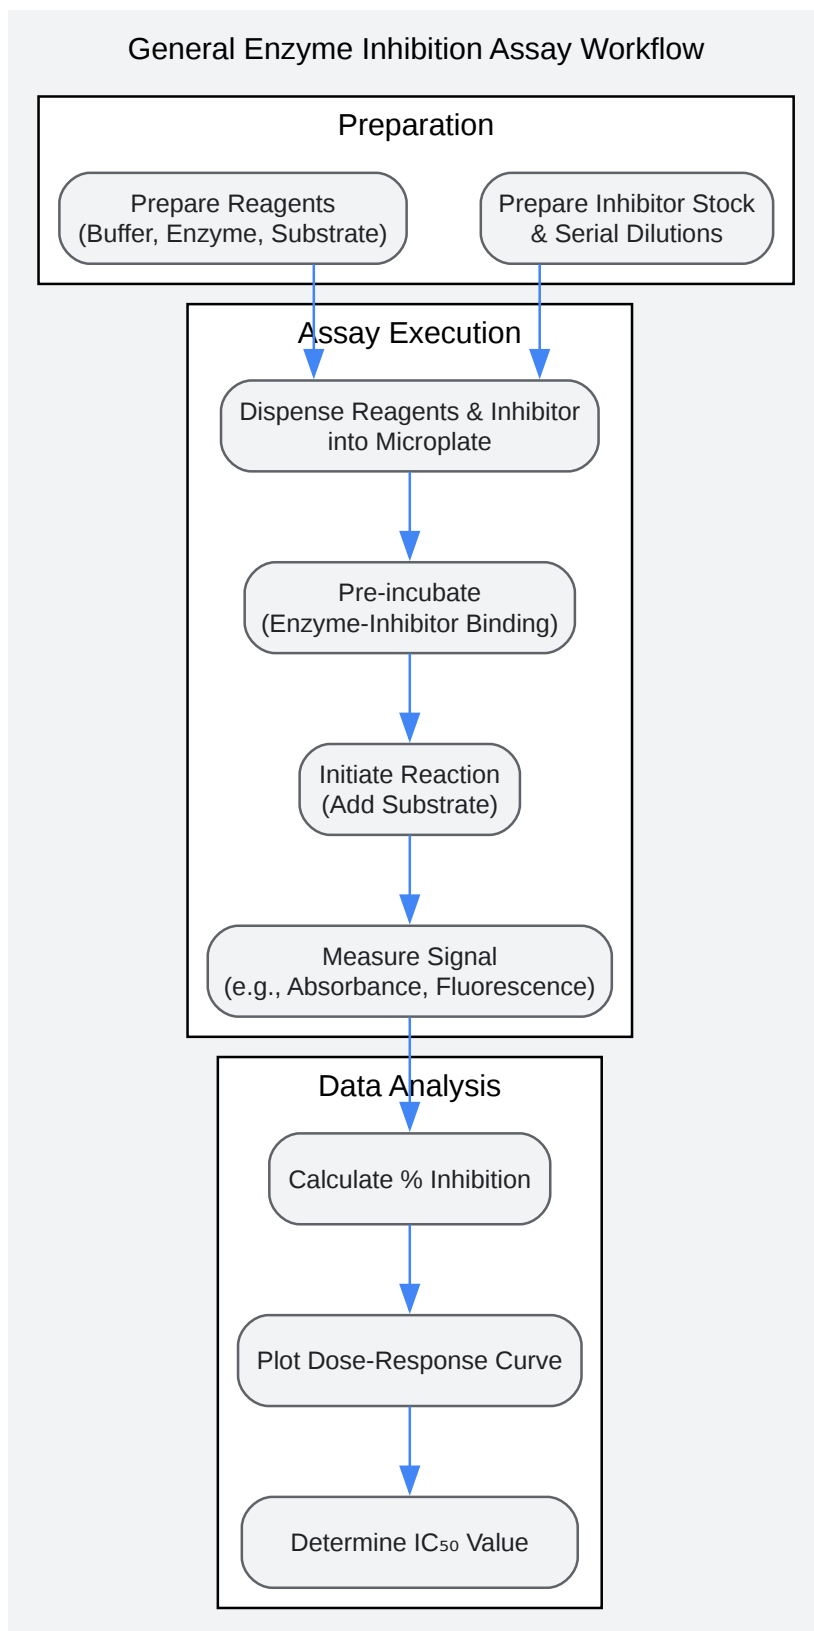 General Enzyme Inhibition Assay Workflow
Preparation
Prepare Reagents
(Buffer, Enzyme, Substrate)
Prepare Inhibitor Stock
& Serial Dilutions
Assay Execution
Dispense Reagents & Inhibitor
into Microplate
Pre-incubate
(Enzyme-Inhibitor Binding)
Initiate Reaction
(Add Substrate)
Measure Signal
(e.g., Absorbance, Fluorescence)
Data Analysis
Calculate % Inhibition
Plot Dose-Response Curve
Determine IC₅₀ Value